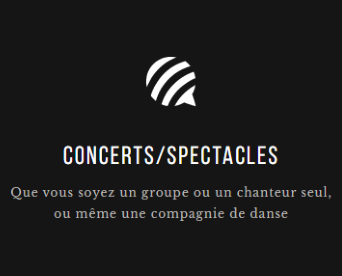 CONCERTS/SPECTACLES
Que vous soyez un groupe ou un chanteur seul,
ou même une compagnie de danse